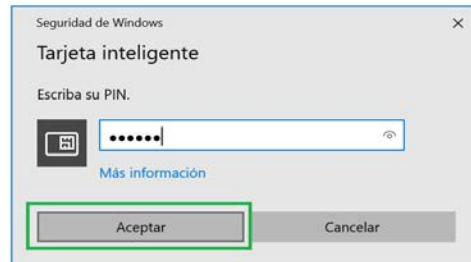 Seguridad de Windows
Tarjeta inteligente
Escriba su PIN.
••••••
Más información
Aceptar
Cancelar